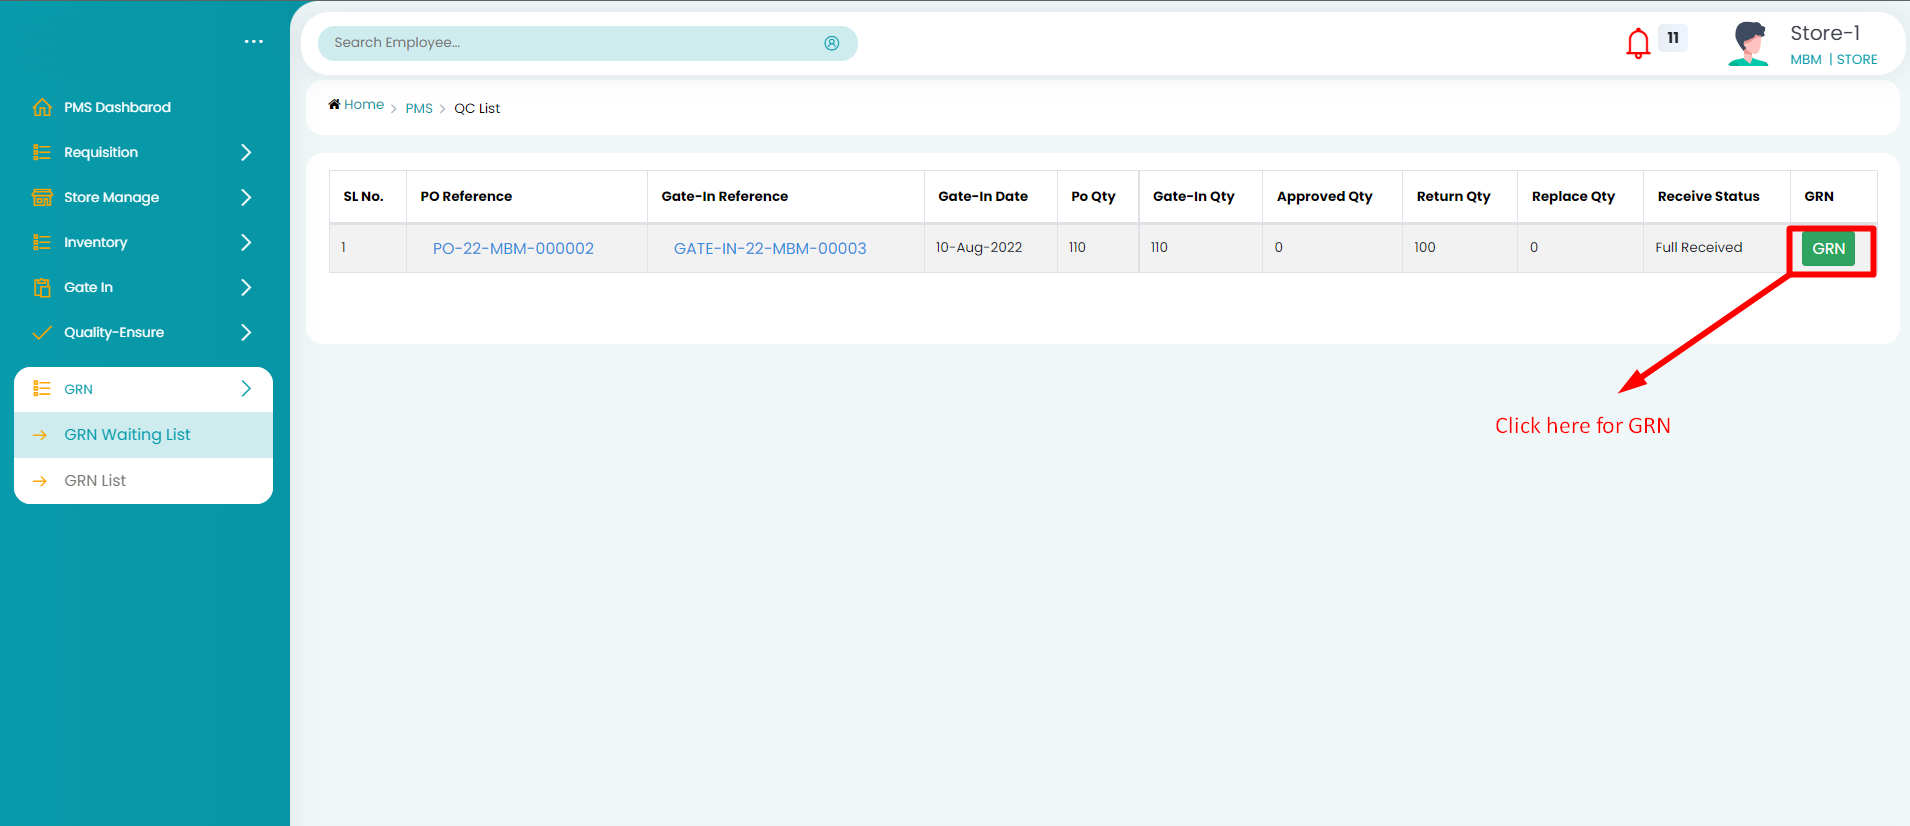 ...
Search Employee...
11
Store-1
MBM | STORE
PMS Dashbarod
Requisition
Store Manage
Inventory
Gate In
Quality-Ensure
GRN
GRN Waiting List
GRN List
Home > PMS > QC List
SL No. PO Reference Gate-In Reference Gate-In Date Po Qty Gate-In Qty Approved Qty Return Qty Replace Qty Receive Status GRN
1 PO-22-MBM-000002 GATE-IN-22-MBM-00003 10-Aug-2022 110 110 0 100 0 Full Received GRN
Click here for GRN